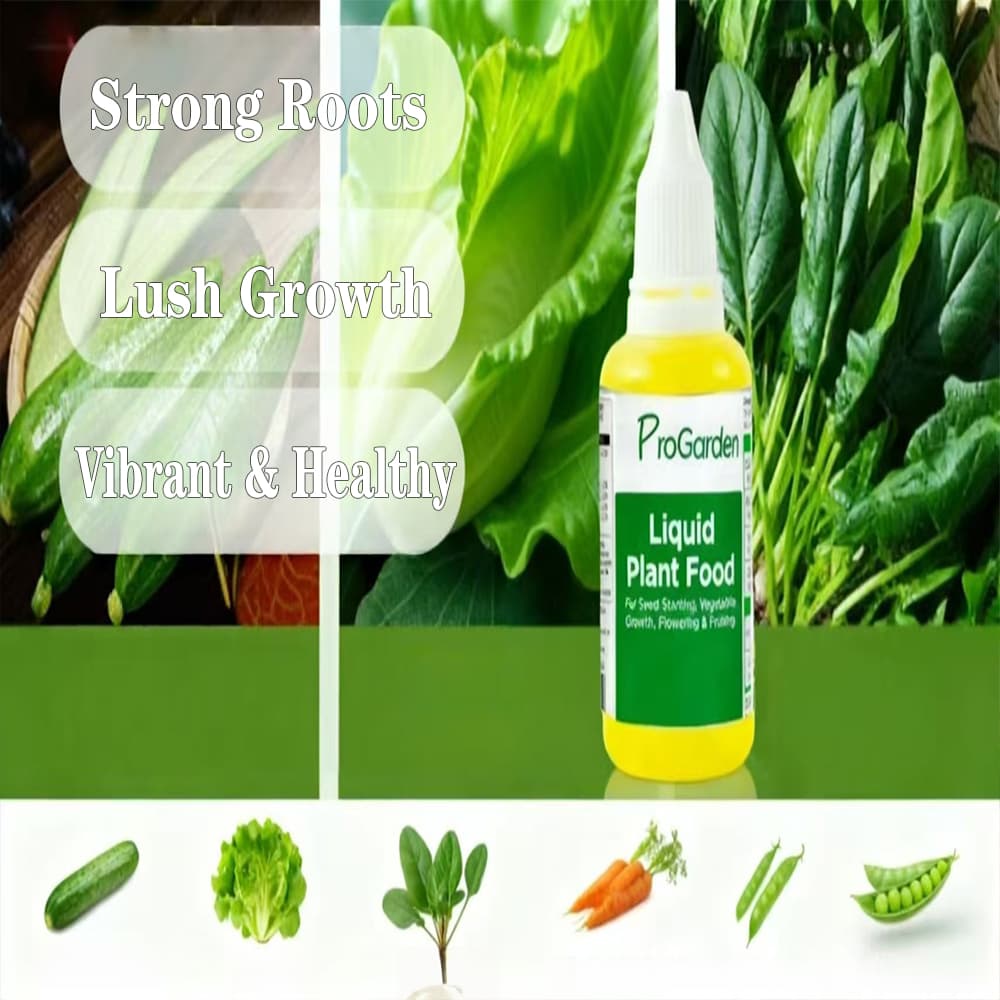 Strong Roots
Lush Growth
Vibrant & Healthy
ProGarden
Liquid
Plant Food
For Seed Starting, Vegetable
Growth, Flowering & Fruiting